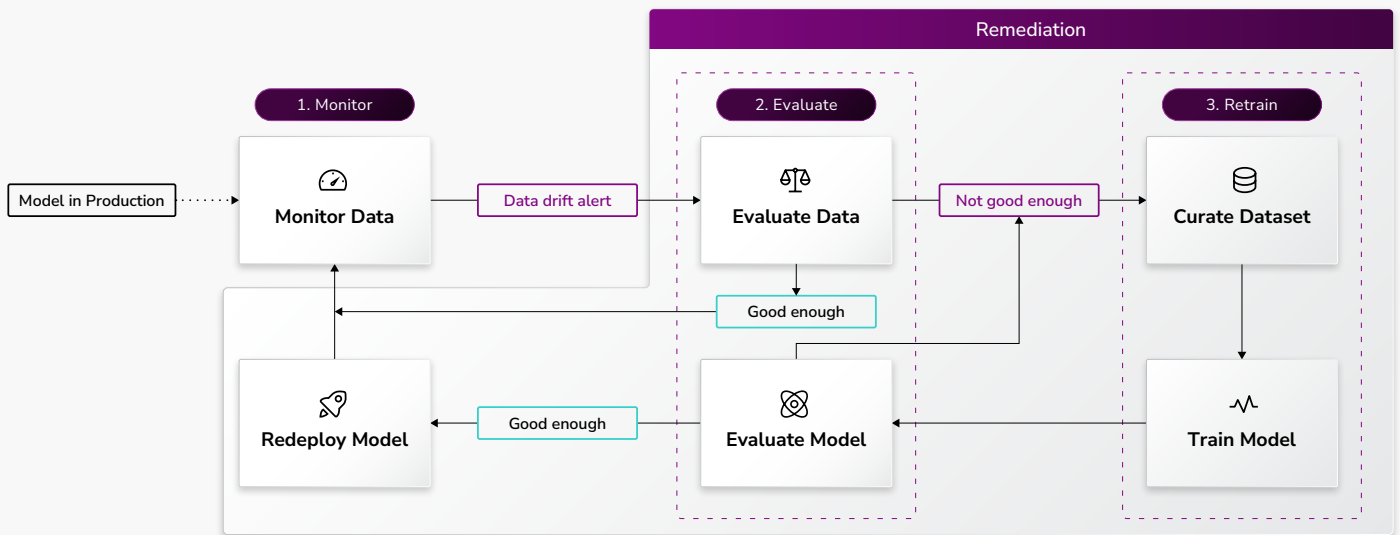 Remediation
1. Monitor
2. Evaluate
3. Retrain
Model in Production
Monitor Data
Data drift alert
Evaluate Data
Not good enough
Curate Dataset
Good enough
Redeploy Model
Good enough
Evaluate Model
Train Model